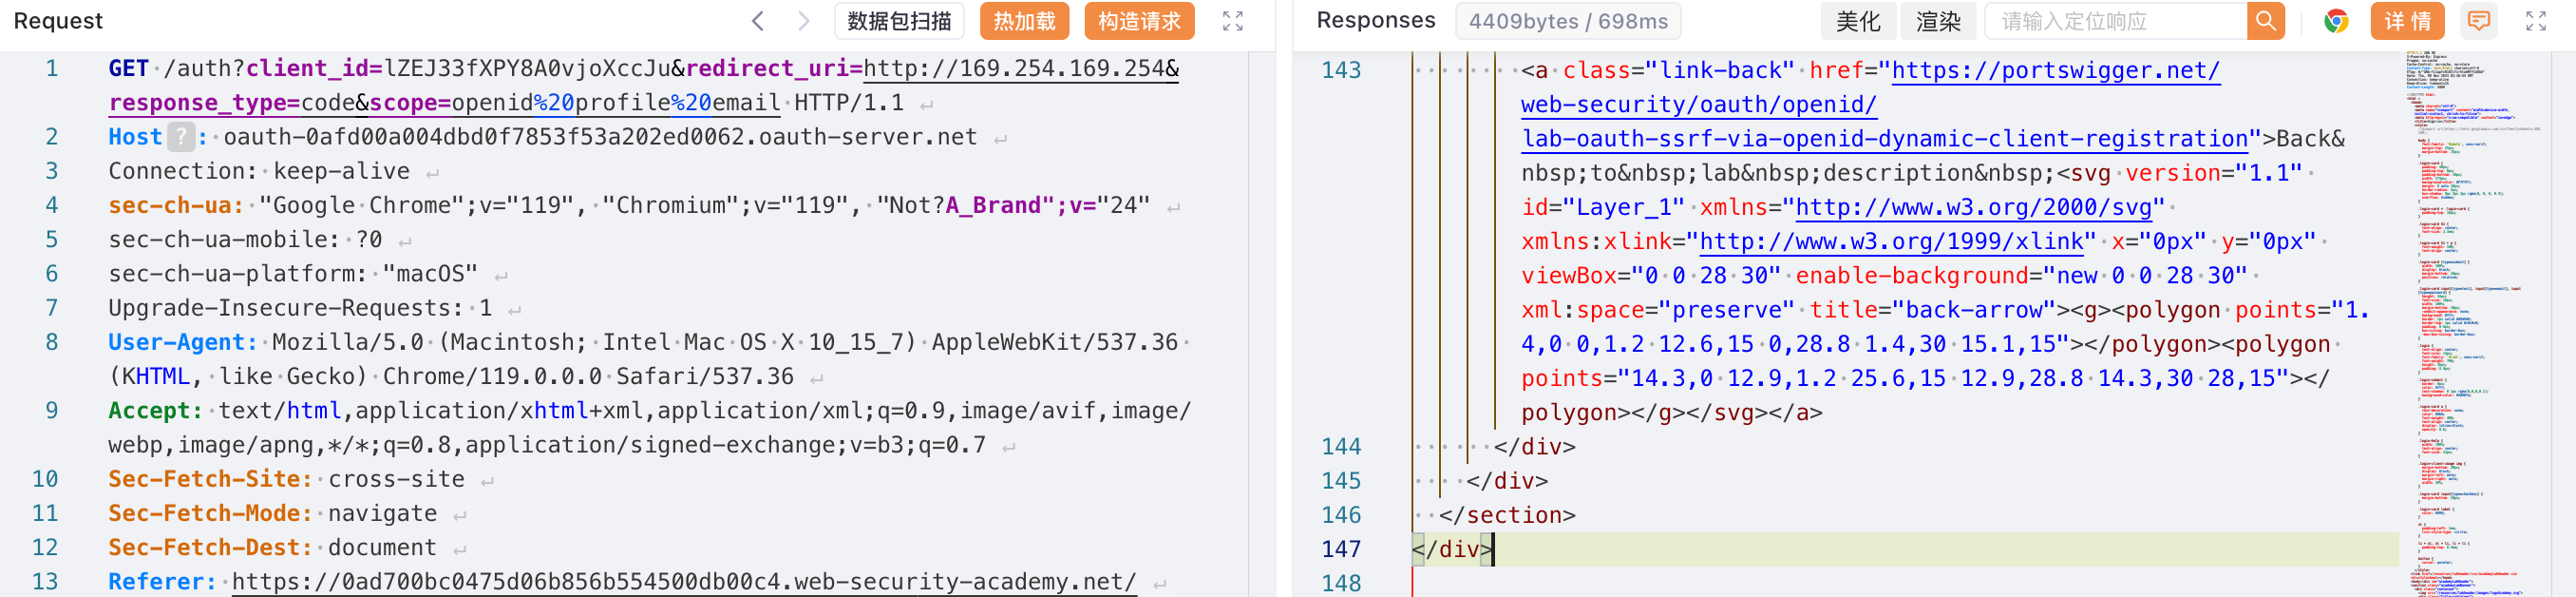 Request
数据包扫描
热加载
构造请求
1 GET /auth?client_id=lZEJ33fXPY8A0vjoXccJu&redirect_uri=http://169.254.169.254&
response_type=code&scope=openid%20profile%20email HTTP/1.1
2 Host ? : oauth-0afd00a004dbd0f7853f53a202ed0062.oauth-server.net
3 Connection: keep-alive
4 sec-ch-ua: "Google Chrome";v="119", "Chromium";v="119", "Not?A_Brand";v="24"
5 sec-ch-ua-mobile: ?0
6 sec-ch-ua-platform: "macOS"
7 Upgrade-Insecure-Requests: 1
8 User-Agent: Mozilla/5.0 (Macintosh; Intel Mac OS X 10_15_7) AppleWebKit/537.36
(KHTML, like Gecko) Chrome/119.0.0.0 Safari/537.36
9 Accept: text/html,application/xhtml+xml,application/xml;q=0.9,image/avif,image/
webp,image/apng,*/*;q=0.8,application/signed-exchange;v=b3;q=0.7
10 Sec-Fetch-Site: cross-site
11 Sec-Fetch-Mode: navigate
12 Sec-Fetch-Dest: document
13 Referer: https://0ad700bc0475d06b856b554500db00c4.web-security-academy.net/
Responses
4409bytes / 698ms
美化
渲染
请输入定位响应
详 情
143 <a class="link-back" href="https://portswigger.net/
web-security/oauth/openid/
lab-oauth-ssrf-via-openid-dynamic-client-registration">Back&
nbsp;to&nbsp;lab&nbsp;description&nbsp;<svg version="1.1"
id="Layer_1" xmlns="http://www.w3.org/2000/svg"
xmlns:xlink="http://www.w3.org/1999/xlink" x="0px" y="0px"
viewBox="0 0 28 30" enable-background="new 0 0 28 30"
xml:space="preserve" title="back-arrow"><g><polygon points="1.
4,0 0,1.2 12.6,15 0,28.8 1.4,30 15.1,15"></polygon><polygon
points="14.3,0 12.9,1.2 25.6,15 12.9,28.8 14.3,30 28,15"></
polygon></g></svg></a>
144 </div>
145 </div>
146 </section>
147 </div>
148